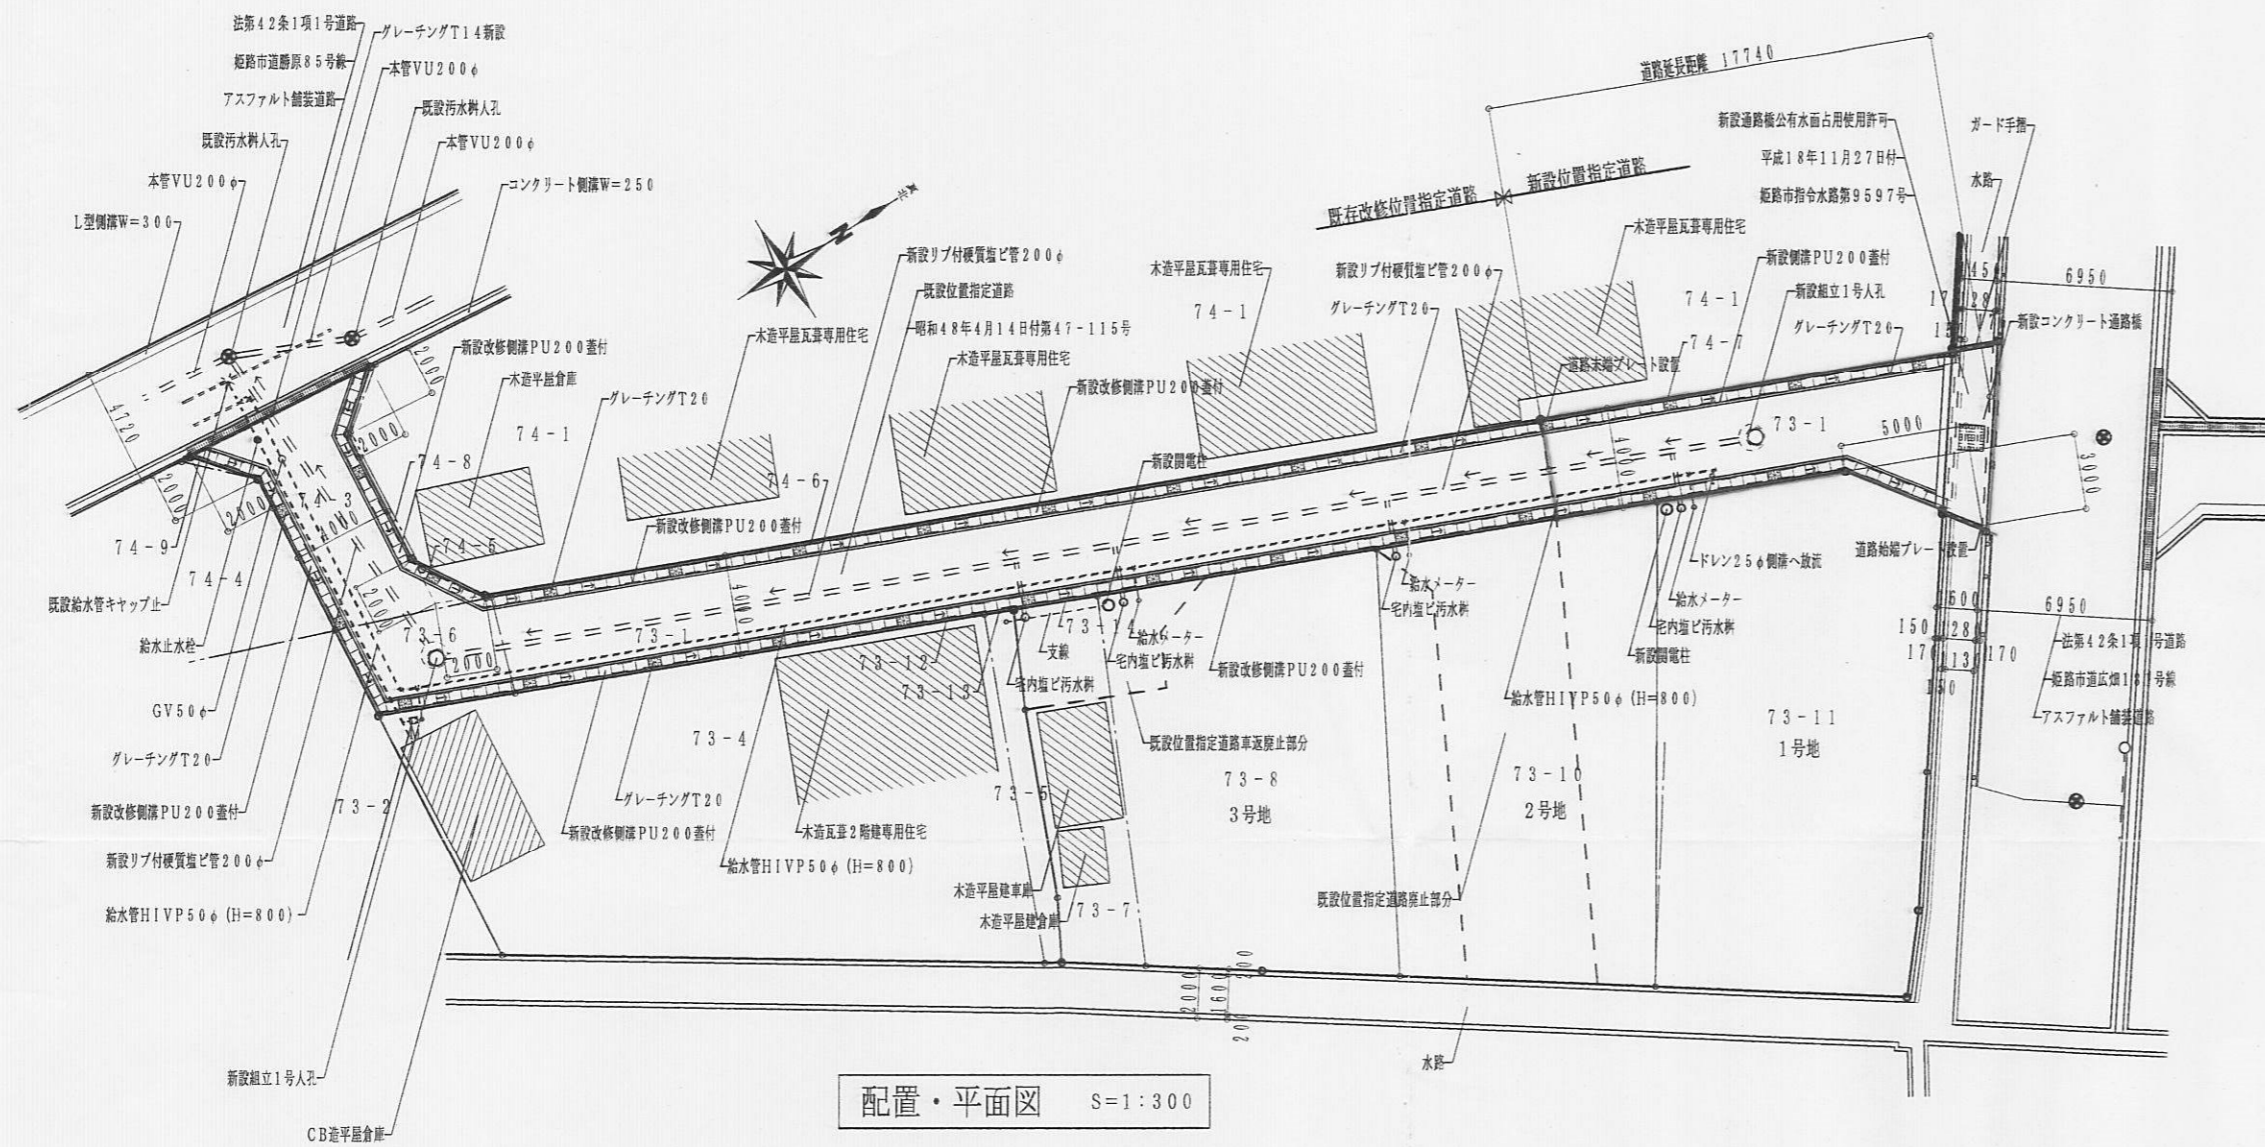 法第42条1項1号道路
グレーチングT14新設
姫路市道勝原85号線
本管VU200φ
アスファルト舗装道路
既設汚水桝人孔
既設汚水桝人孔
本管VU200φ
本管VU200φ
コンクリート側溝W=250
L型側溝W=300
道路延長距離 17740
新設通路橋公有水面占用使用許可
ガード手摺
平成18年11月27日付
水路
姫路市指令水路第9597号
既存改修位置指定道路
新設位置指定道路
N
木造平屋瓦葺専用住宅
新設リブ付硬質塩ビ管200φ
木造平屋瓦葺専用住宅
新設リブ付硬質塩ビ管200φ
新設側溝PU200蓋付
既設位置指定道路
74-1
グレーチングT20
74-1
新設組立1号人孔
6950
昭和48年4月14日付第47-115号
木造平屋瓦葺専用住宅
グレーチングT20
新設コンクリート通路橋
木造平屋瓦葺専用住宅
74-7
新設改修側溝PU200蓋付
2000
木造平屋倉庫
新設改修側溝PU200蓋付
道路末端プレート設置
グレーチングT20
4720
74-1
2000
73-1
5000
4000
3000
74-8
新設関電柱
74-6
2000
2000
新設改修側溝PU200蓋付
74-9
74-5
74-4
道路始端プレート設置
ドレン25φ側溝へ放流
既設給水管キャップ止
2000
4000
給水メーター
宅内塩ビ汚水桝
給水メーター
600
6950
給水止水栓
73-6
73-1
73-14
給水メーター
宅内塩ビ汚水桝
150
法第42条1項1号道路
2000
73-12
支線
宅内塩ビ汚水桝
新設改修側溝PU200蓋付
新設関電柱
170
170
73-13
宅内塩ビ汚水桝
給水管HIVP50φ (H=800)
アスファルト舗装道路
GV50φ
73-4
既設位置指定道路車返廃止部分
73-11
1号地
グレーチングT20
73-8
3号地
73-10
2号地
73-2
グレーチングT20
73-5
新設改修側溝PU200蓋付
新設改修側溝PU200蓋付
木造瓦葺2階建専用住宅
新設リブ付硬質塩ビ管200φ
給水管HIVP50φ (H=800)
木造平屋建車庫
既設位置指定道路廃止部分
給水管HIVP50φ (H=800)
木造平屋建倉庫
73-7
2000
1600
200
水路
新設組立1号人孔
配置・平面図 S=1:300
CB造平屋倉庫